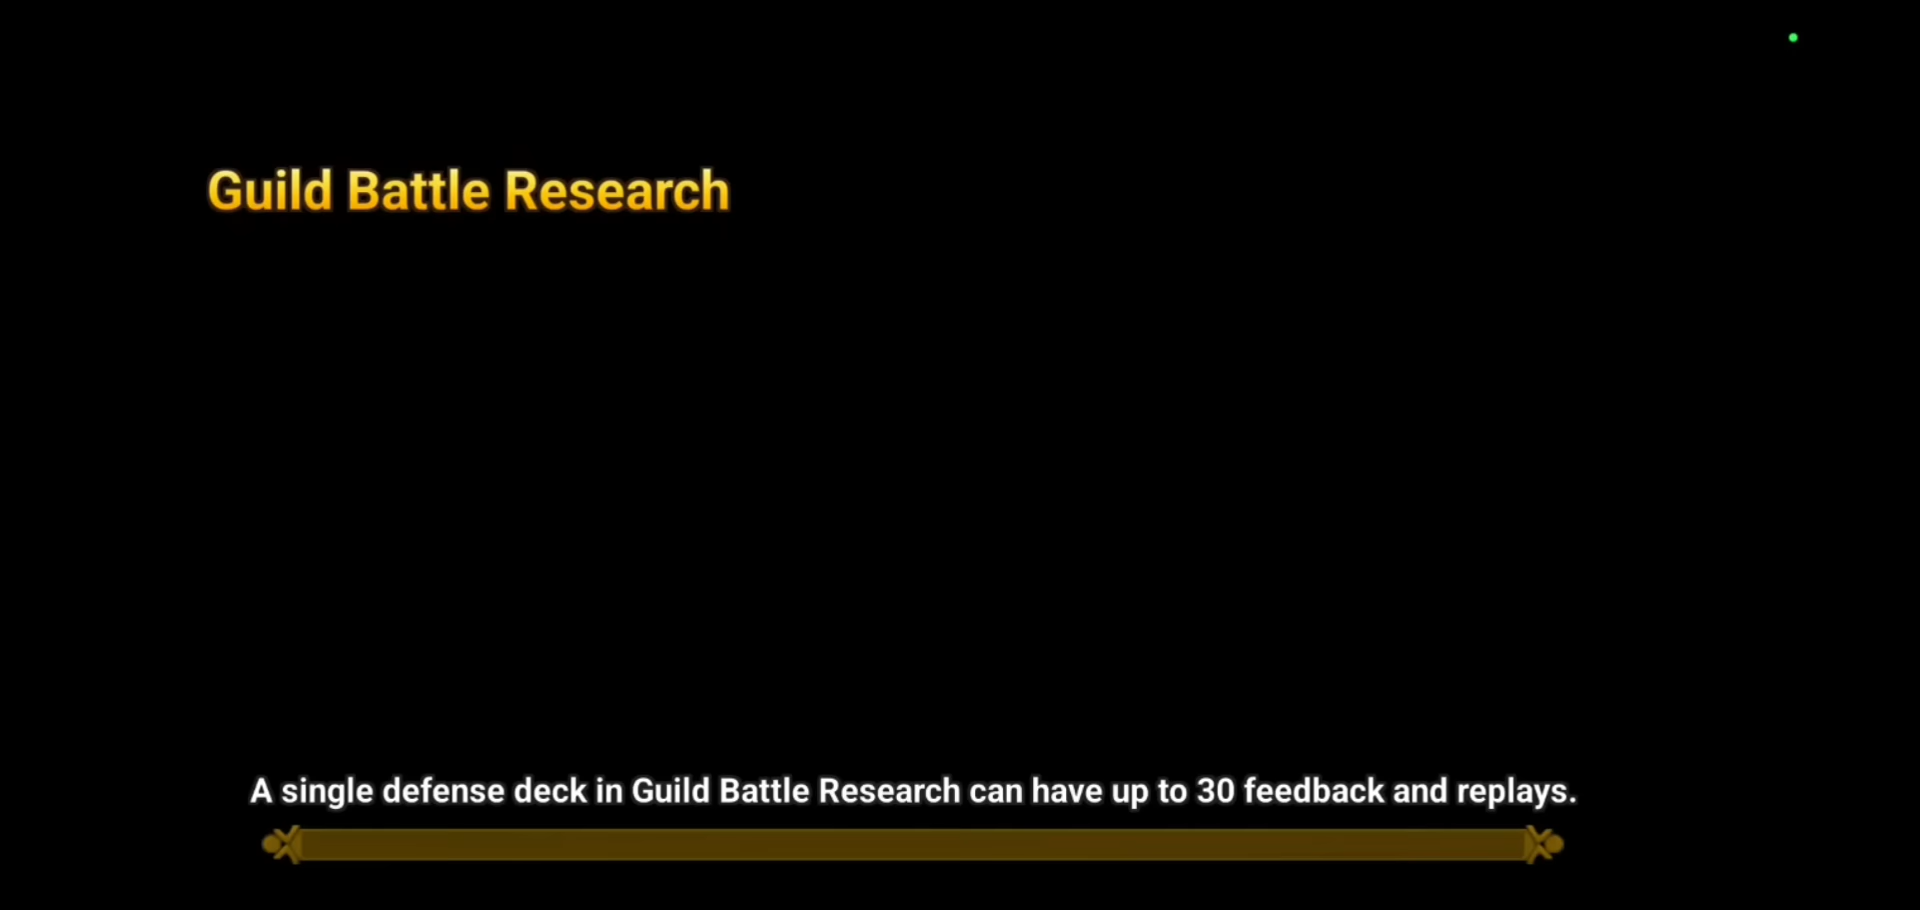 Guild Battle Research
A single defense deck in Guild Battle Research can have up to 30 feedback and replays.